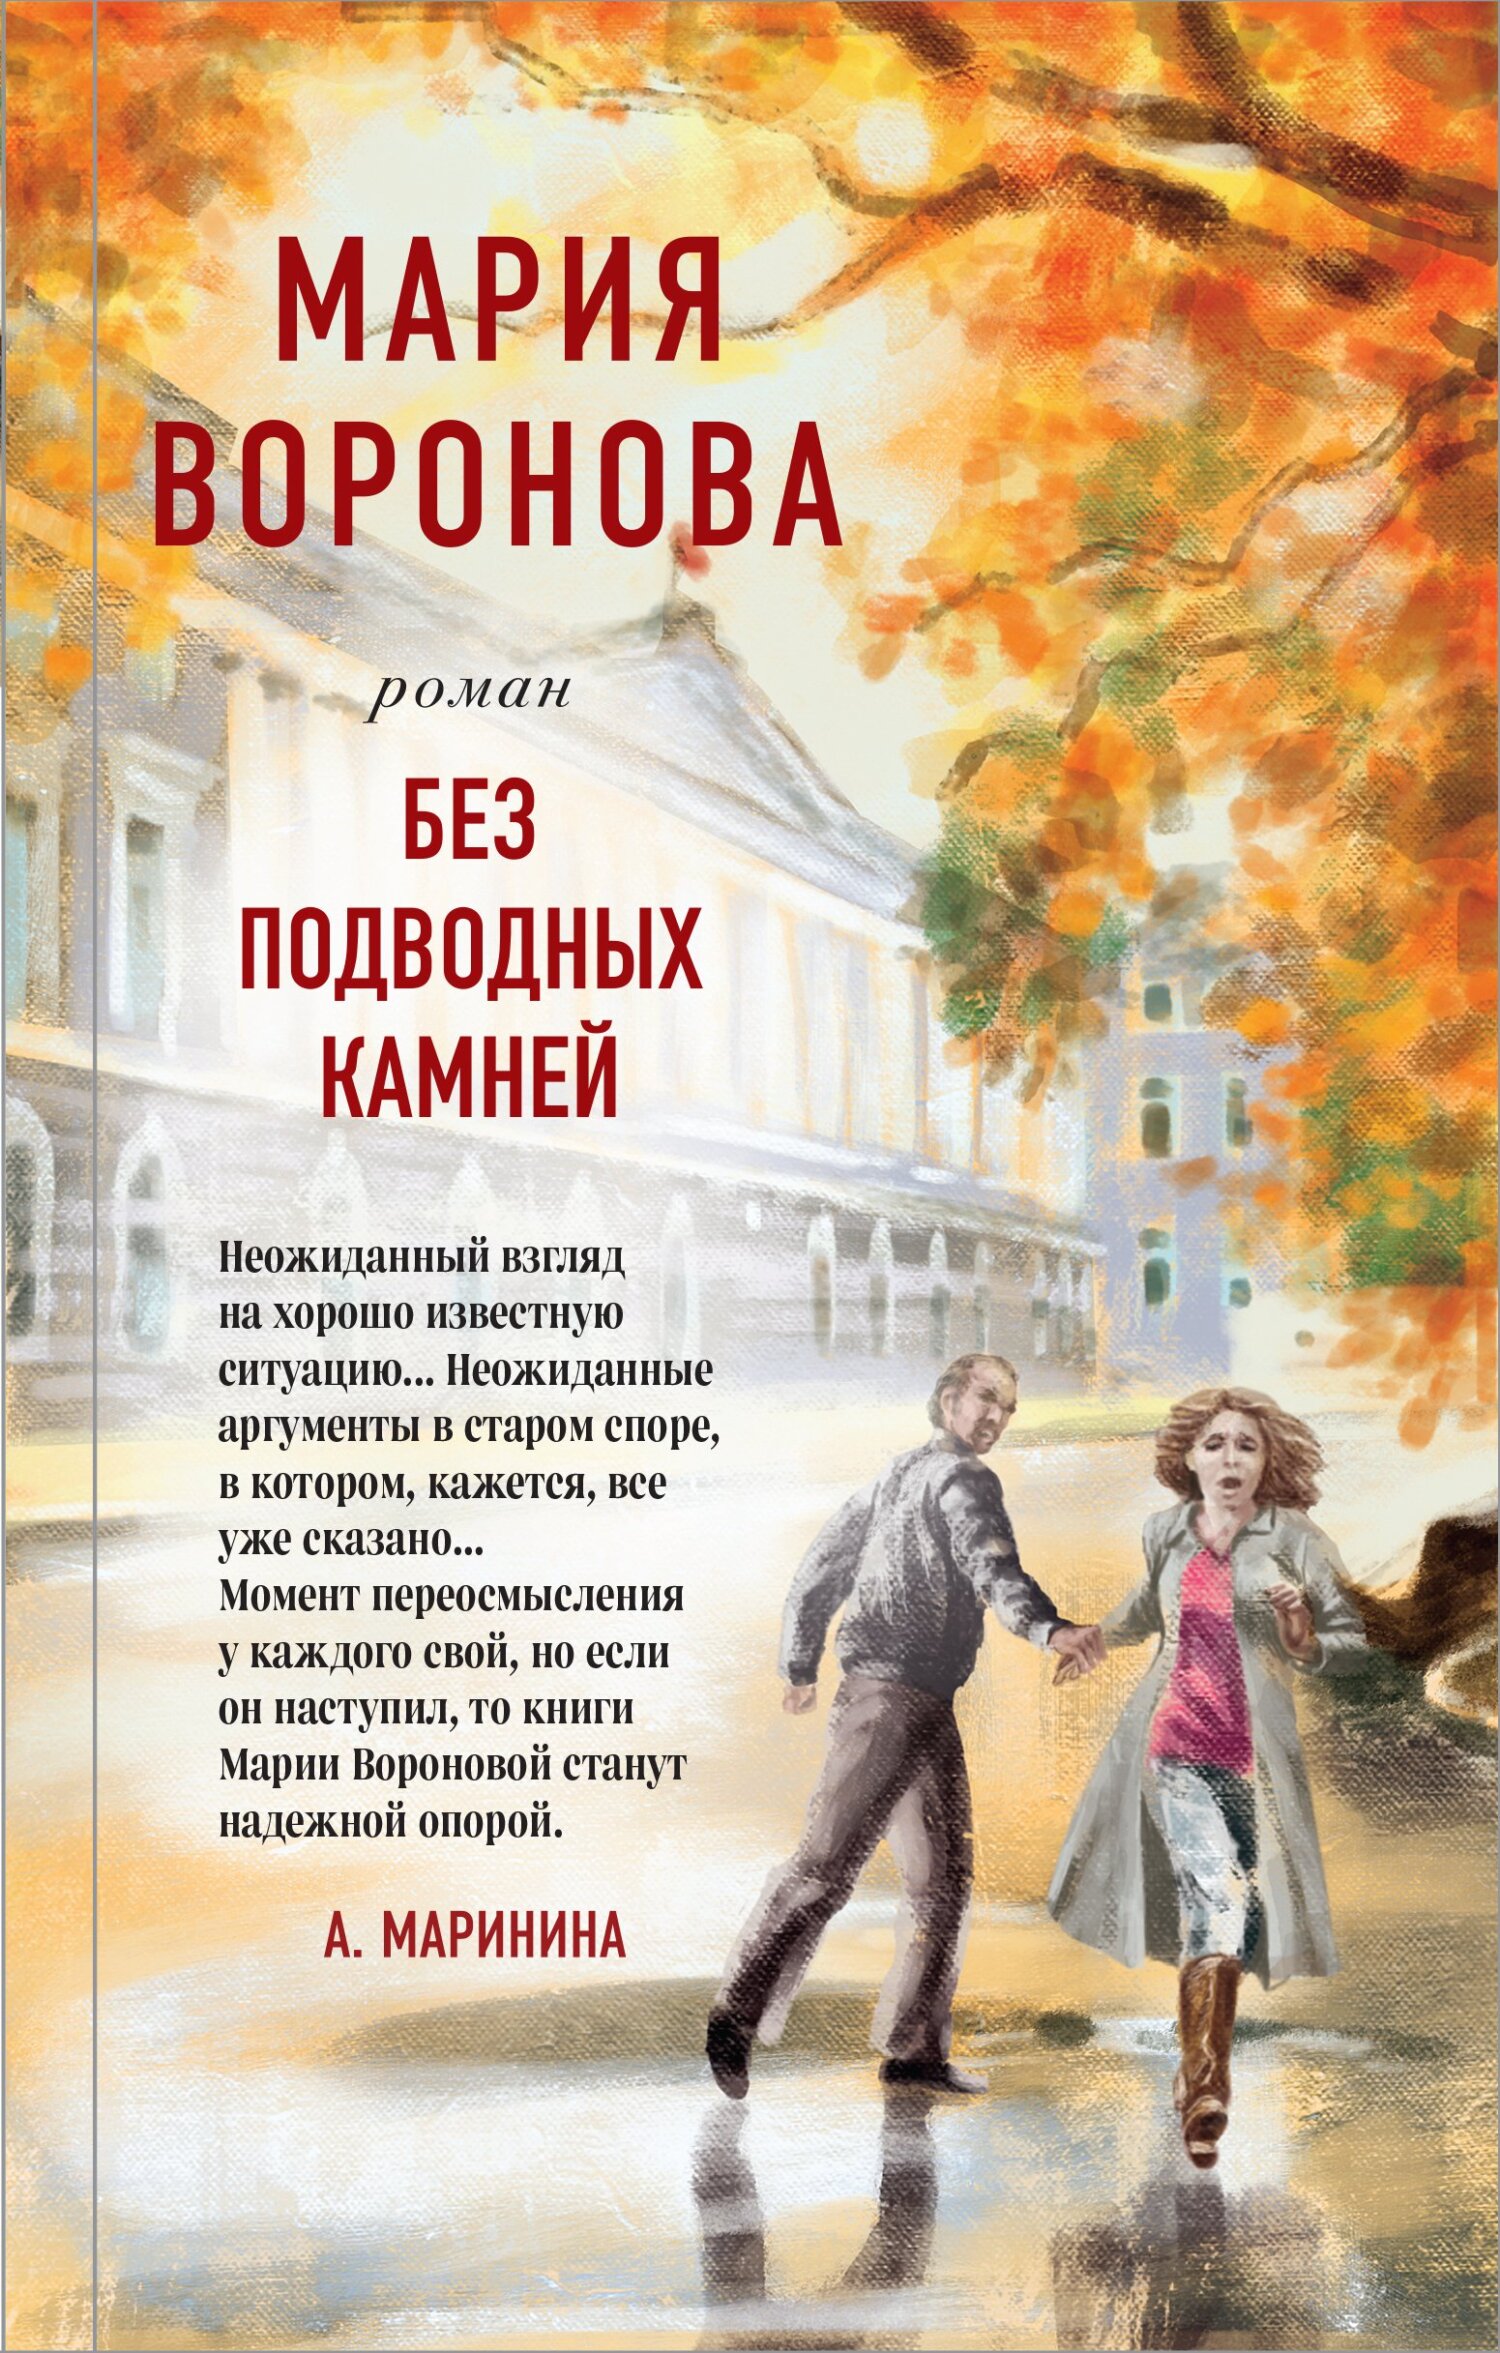 МАРИЯ
ВОРОНОВА
роман
БЕЗ
ПОДВОДНЫХ
КАМНЕЙ
Неожиданный взгляд
на хорошо известную
ситуацию... Неожиданные
аргументы в старом споре,
в котором, кажется, все
уже сказано...
Момент переосмысления
у каждого свой, но если
он наступил, то книги
Марии Вороновой станут
надежной опорой.
А. МАРИНИНА